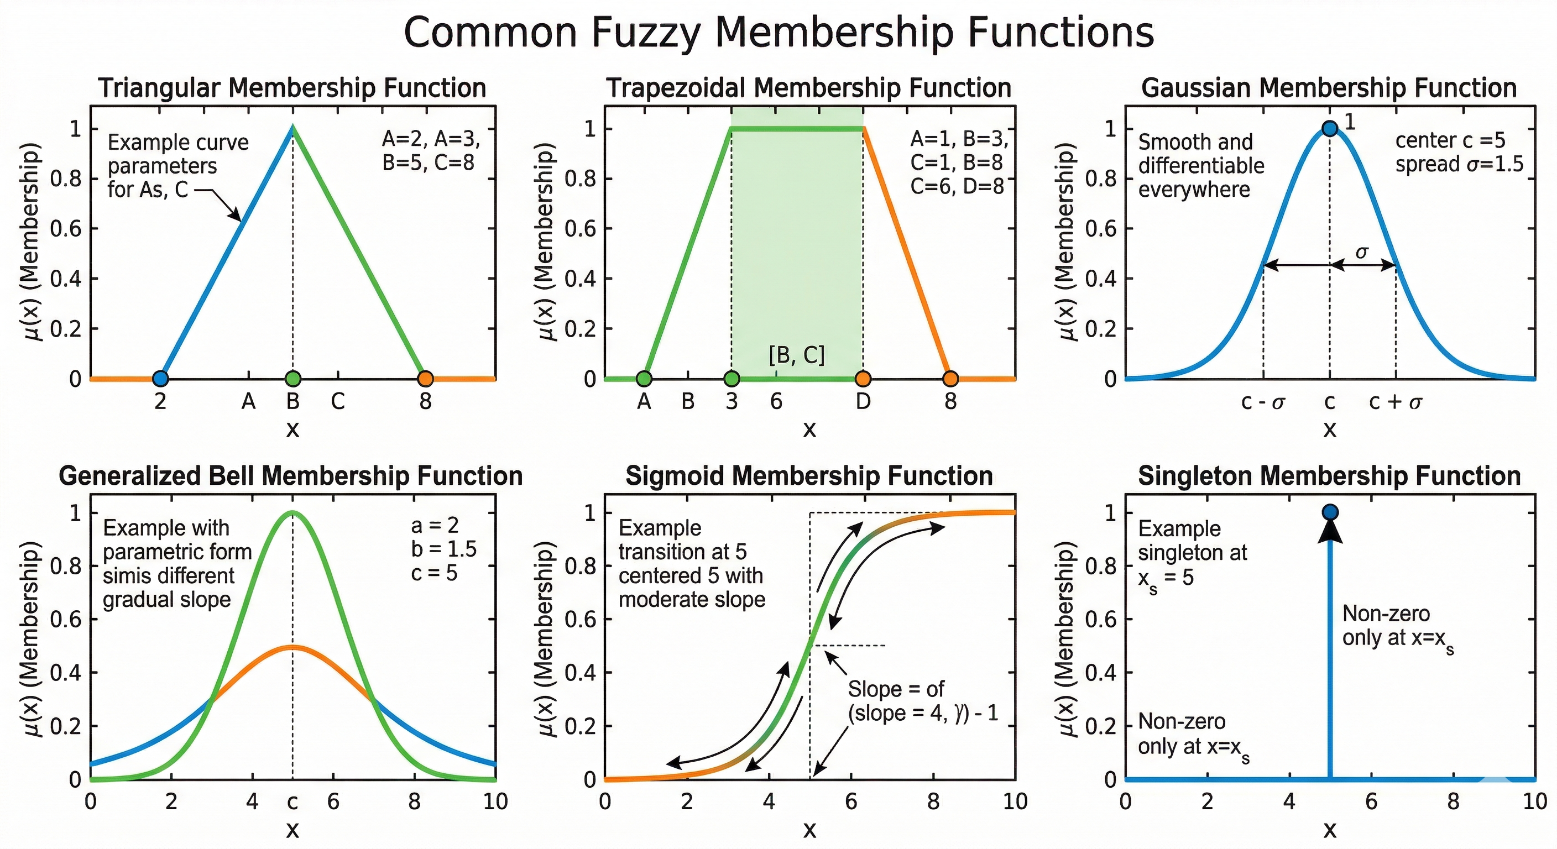 Common Fuzzy Membership Functions
Triangular Membership Function
μ(x) (Membership)
1
0.8
0.6
0.4
0.2
0
Example curve
parameters
for As, C
A=2, A=3,
B=5, C=8
2 A B C 8
x
Trapezoidal Membership Function
μ(x) (Membership)
1
0.8
0.6
0.4
0.2
0
A=1, B=3,
C=1, B=8
C=6, D=8
[B, C]
A B 3 6 D 8
x
Gaussian Membership Function
μ(x) (Membership)
1
0.8
0.6
0.4
0.2
0
Smooth and
differentiable
everywhere
1
center c =5
spread σ=1.5
σ
c - σ c c + σ
x
Generalized Bell Membership Function
μ(x) (Membership)
1
0.8
0.6
0.4
0.2
0
Example with
parametric form
simis different
gradual slope
a = 2
b = 1.5
c = 5
0 2 4 c 6 8 10
x
Sigmoid Membership Function
μ(x) (Membership)
1
0.8
0.6
0.4
0.2
0
Example
transition at 5
centered 5 with
moderate slope
Slope = of
(slope = 4, γ) - 1
0 2 4 6 8 10
x
Singleton Membership Function
μ(x) (Membership)
1
0.8
0.6
0.4
0.2
0
Example
singleton at
xs = 5
Non-zero
only at x=xs
Non-zero
only at x=xs
0 2 4 6 8 10
x